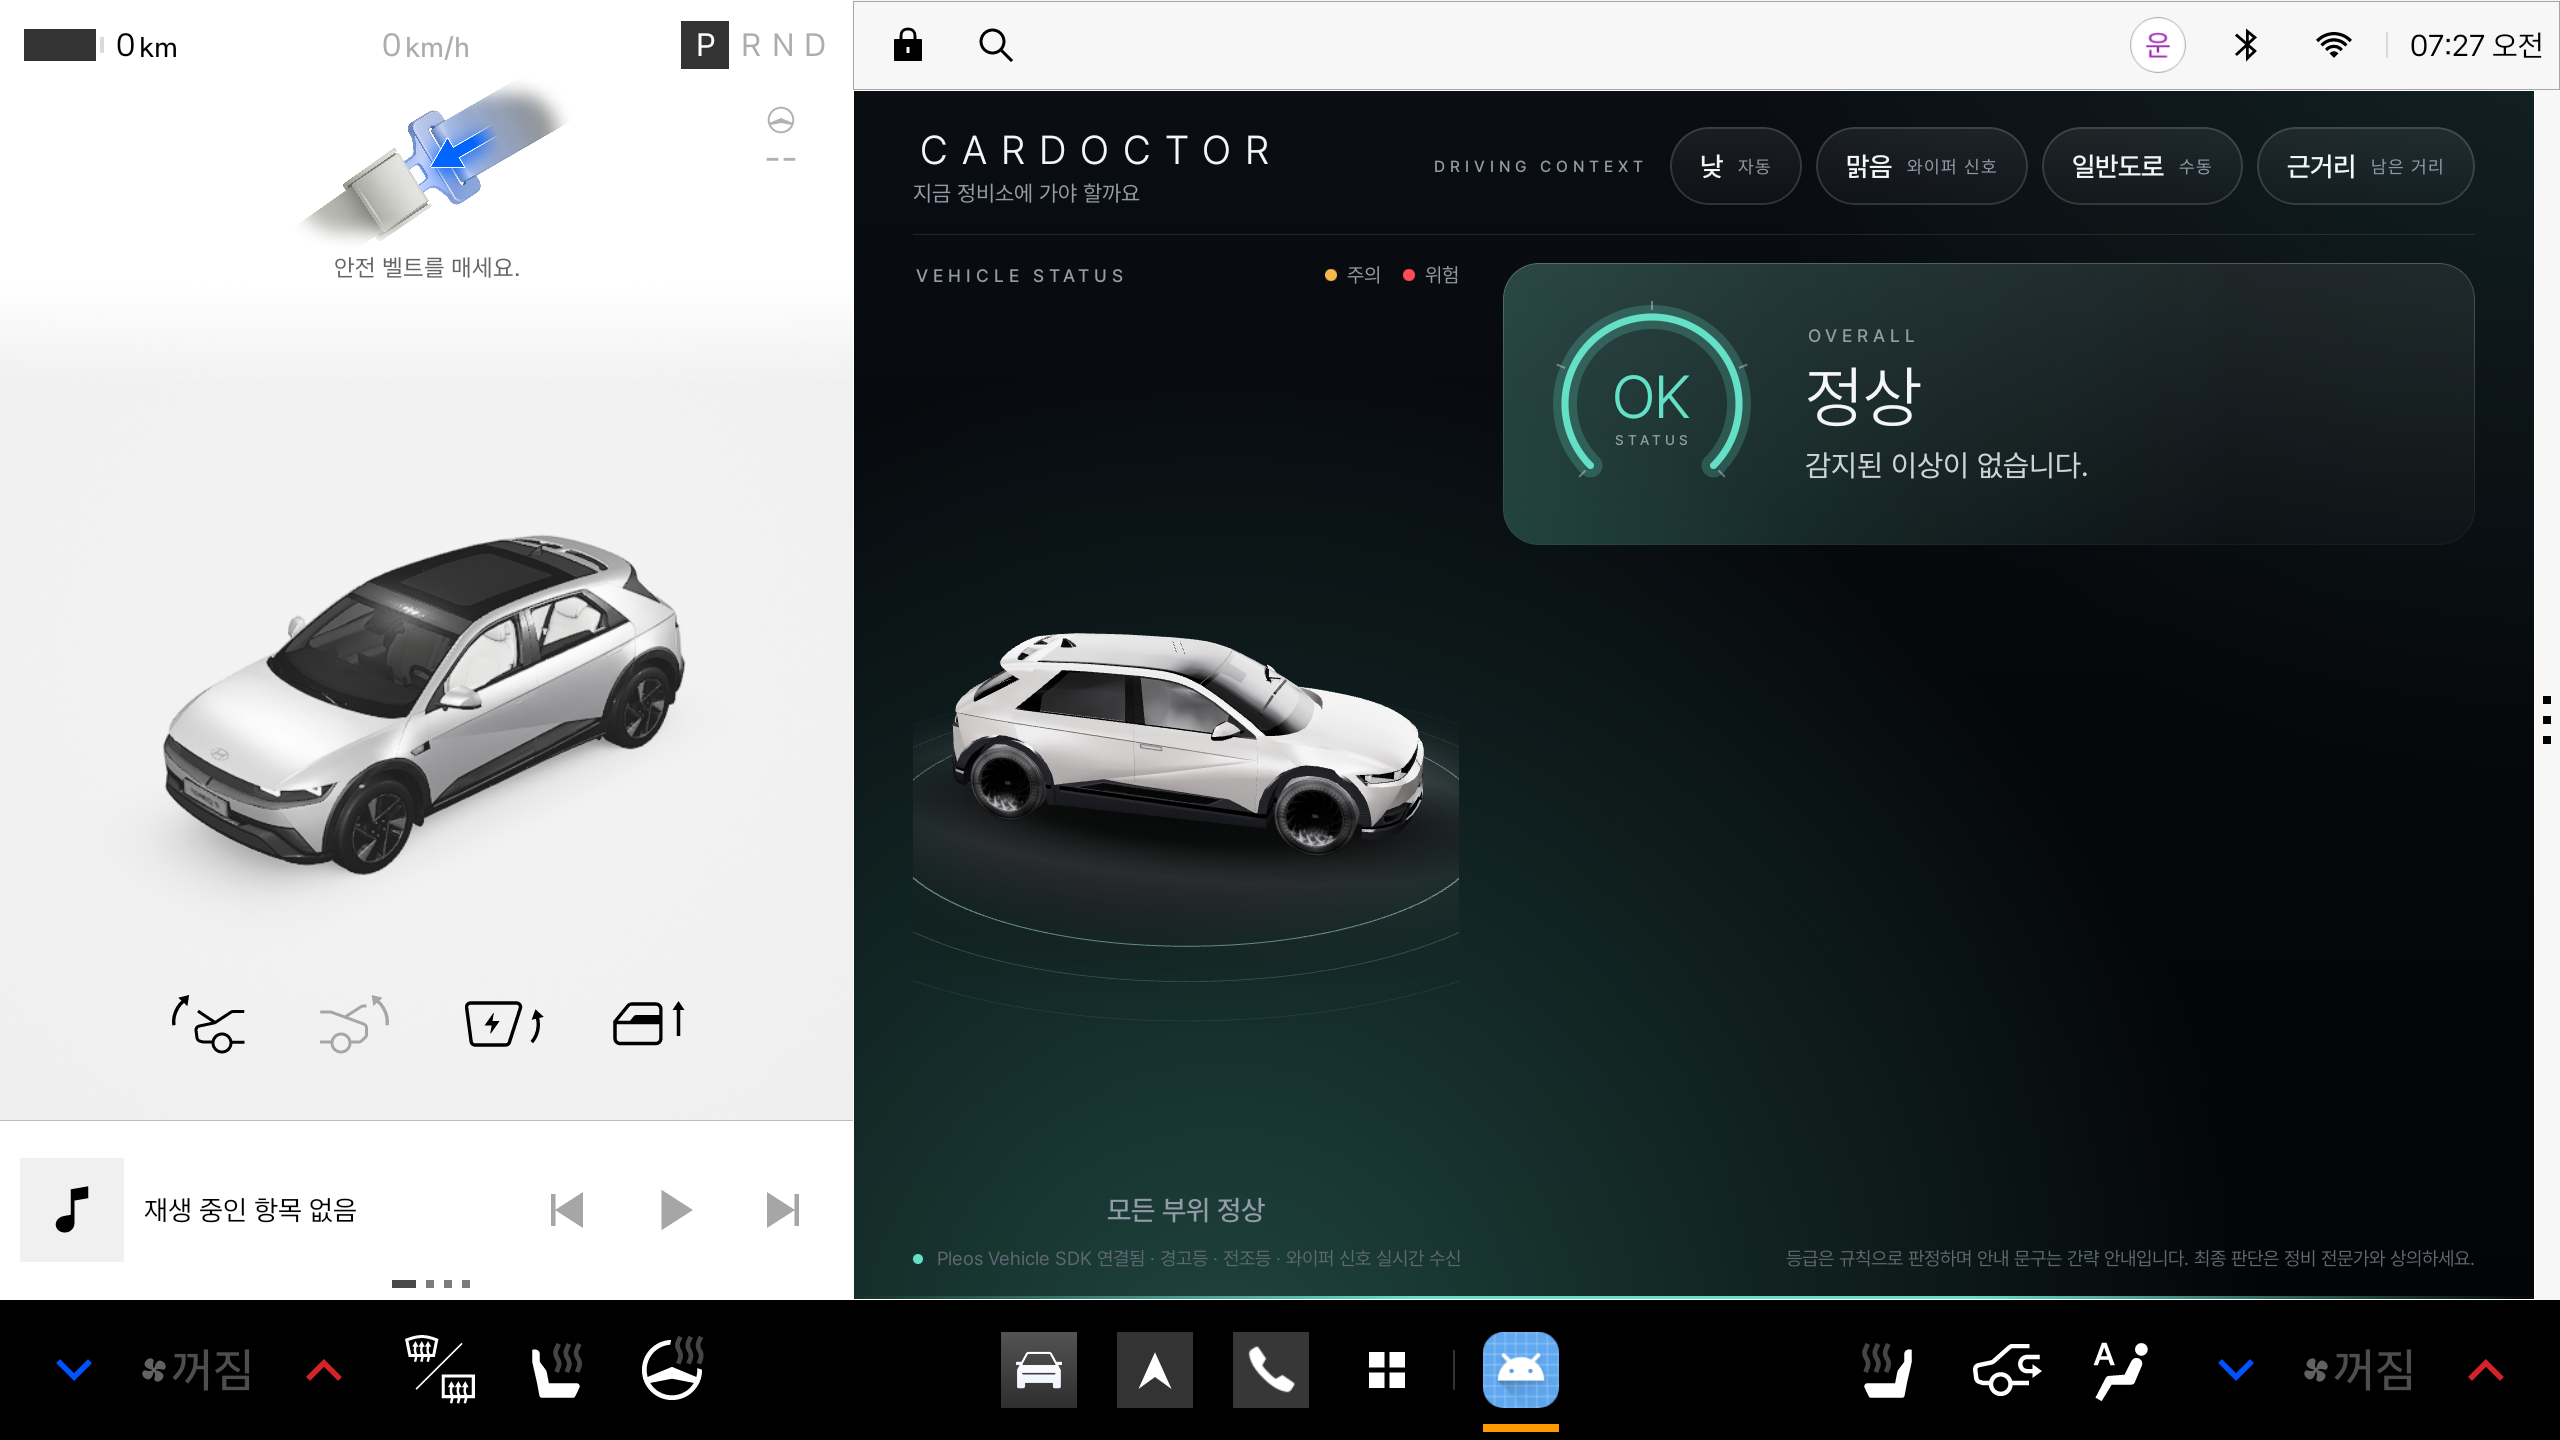 0 km
0 km/h
P R N D
07:27 오전
운
안전 벨트를 매세요.
--
CARDOCTOR
지금 정비소에 가야 할까요
DRIVING CONTEXT
낮 자동
맑음 와이퍼 신호
일반도로 수동
근거리 남은 거리
VEHICLE STATUS
주의
위험
OK
STATUS
OVERALL
정상
감지된 이상이 없습니다.
모든 부위 정상
Pleos Vehicle SDK 연결됨 · 경고등 · 전조등 · 와이퍼 신호 실시간 수신
등급은 규칙으로 판정하며 안내 문구는 간략 안내입니다. 최종 판단은 정비 전문가와 상의하세요.
재생 중인 항목 없음
꺼짐
A
꺼짐